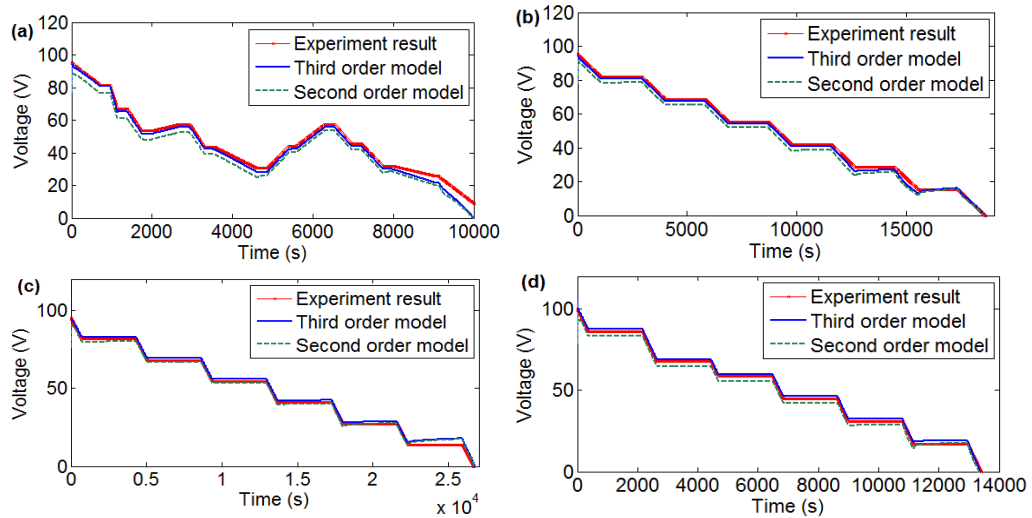 (a)
120
100
80
60
40
20
0
Voltage (V)
Experiment result
Third order model
Second order model
0 2000 4000 6000 8000 10000
Time (s)
(b)
120
100
80
60
40
20
0
Voltage (V)
Experiment result
Third order model
Second order model
0 5000 10000 15000
Time (s)
(c)
100
50
0
Voltage (V)
Experiment result
Third order model
Second order model
0 0.5 1 1.5 2 2.5
x 10^4
Time (s)
(d)
100
50
0
Voltage (V)
Experiment result
Third order model
Second order model
0 2000 4000 6000 8000 10000 12000 14000
Time (s)